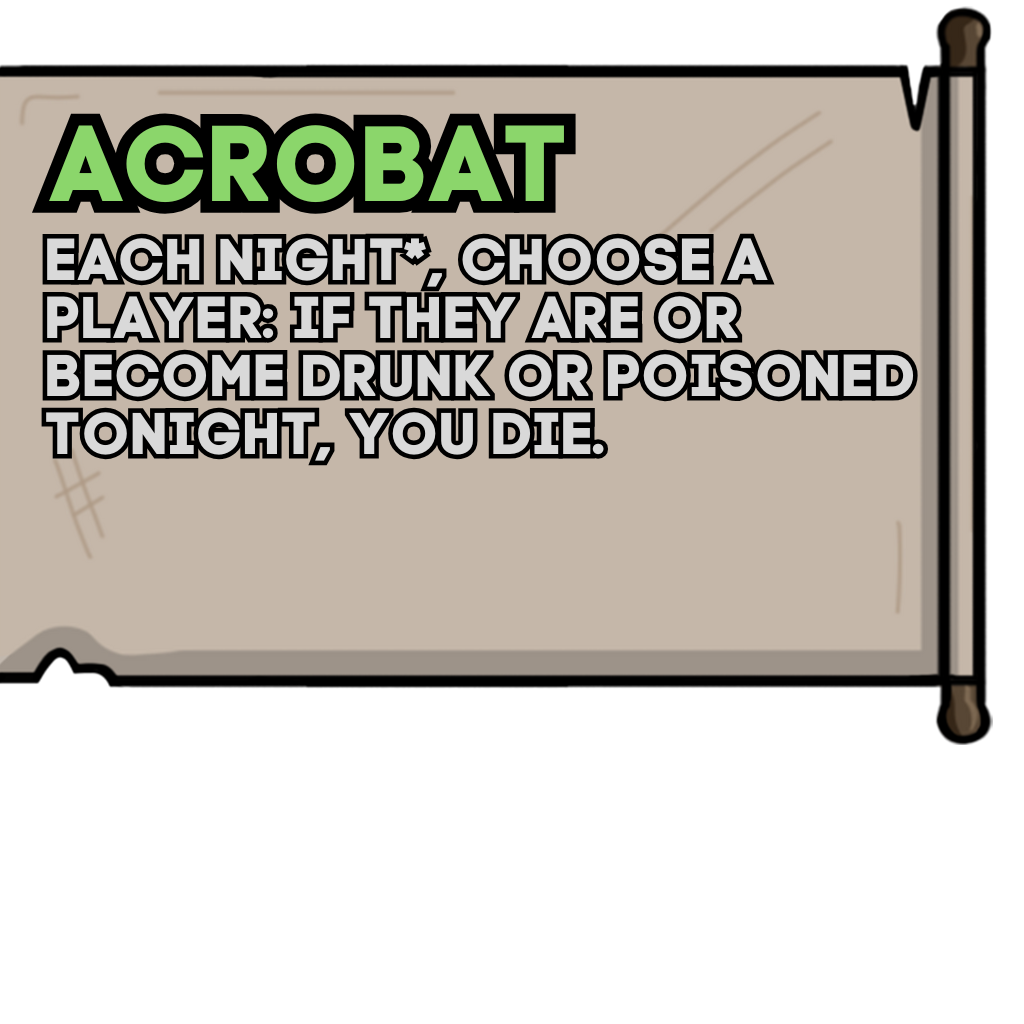 ACROBAT
EACH NIGHT*, CHOOSE A
PLAYER: IF THEY ARE OR
BECOME DRUNK OR POISONED
TONIGHT, YOU DIE.